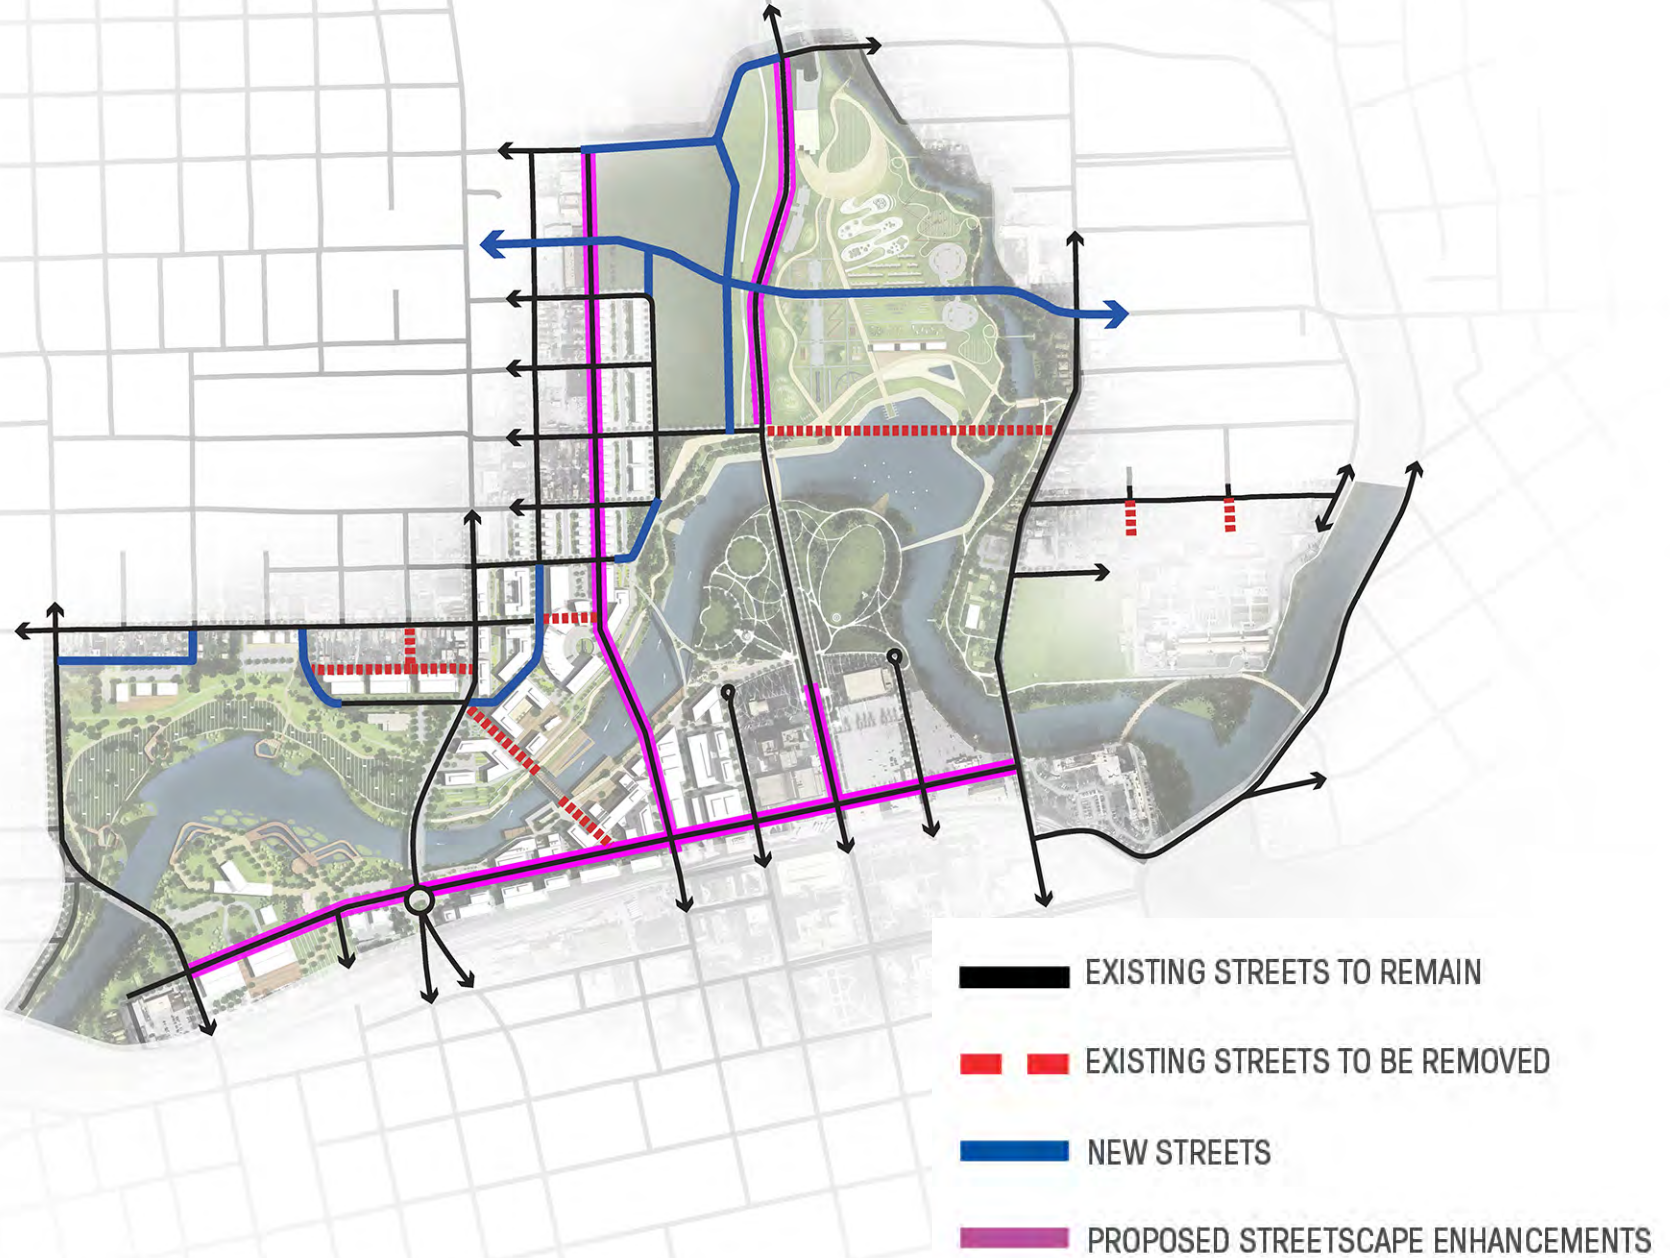 EXISTING STREETS TO REMAIN
EXISTING STREETS TO BE REMOVED
NEW STREETS
PROPOSED STREETSCAPE ENHANCEMENTS